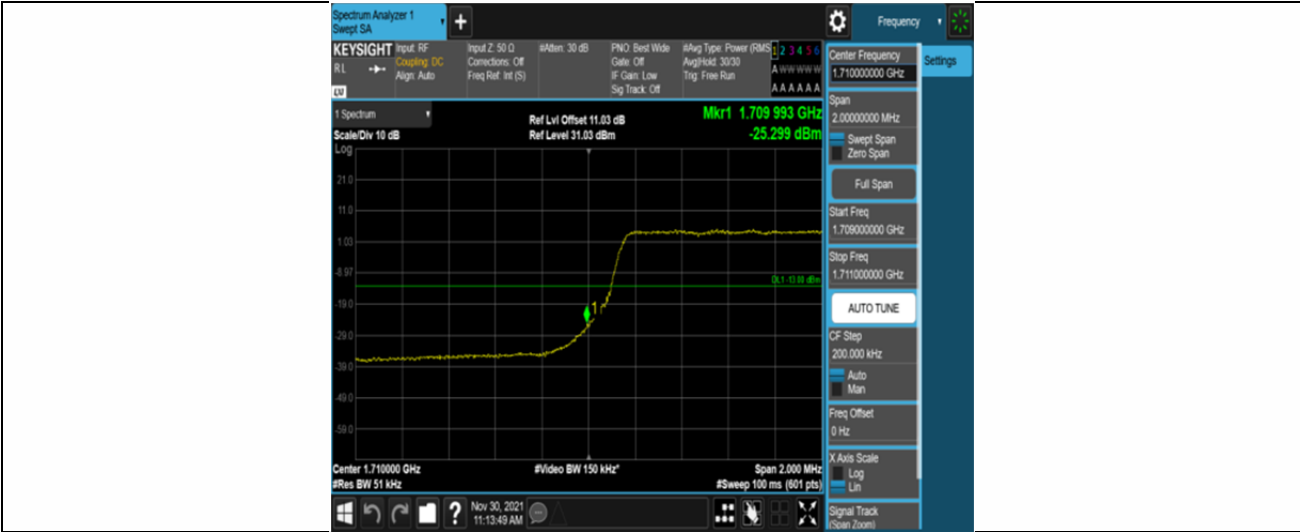 Spectrum Analyzer 1
Swept SA
+
Frequency
KEYSIGHT
RL
Input: RF
Coupling: DC
Align: Auto
Input Z: 50 Ω
Corrections: Off
Freq Ref: Int (S)
#Atten: 30 dB
PNO: Best Wide
Gate: Off
IF Gain: Low
Sig Track: Off
#Avg Type: Power (RMS
Avg|Hold: 30/30
Trig: Free Run
1 2 3 4 5 6
A W W W W W
A A A A A A
Center Frequency
1.710000000 GHz
Settings
Span
2.00000000 MHz
Swept Span
Zero Span
Full Span
Start Freq
1.709000000 GHz
Stop Freq
1.711000000 GHz
AUTO TUNE
CF Step
200.000 kHz
Auto
Man
Freq Offset
0 Hz
X Axis Scale
Log
Lin
Signal Track
(Span Zoom)
1 Spectrum
Scale/Div 10 dB
Log
Ref Lvl Offset 11.03 dB
Ref Level 31.03 dBm
Mkr1 1.709 993 GHz
-25.299 dBm
21.0
11.0
1.03
-8.97
DL1 -13.00 dBm
-19.0
1
-29.0
-39.0
-49.0
-59.0
Center 1.710000 GHz
#Res BW 51 kHz
#Video BW 150 kHz*
Span 2.000 MHz
#Sweep 100 ms (601 pts)
?
Nov 30, 2021
11:13:49 AM